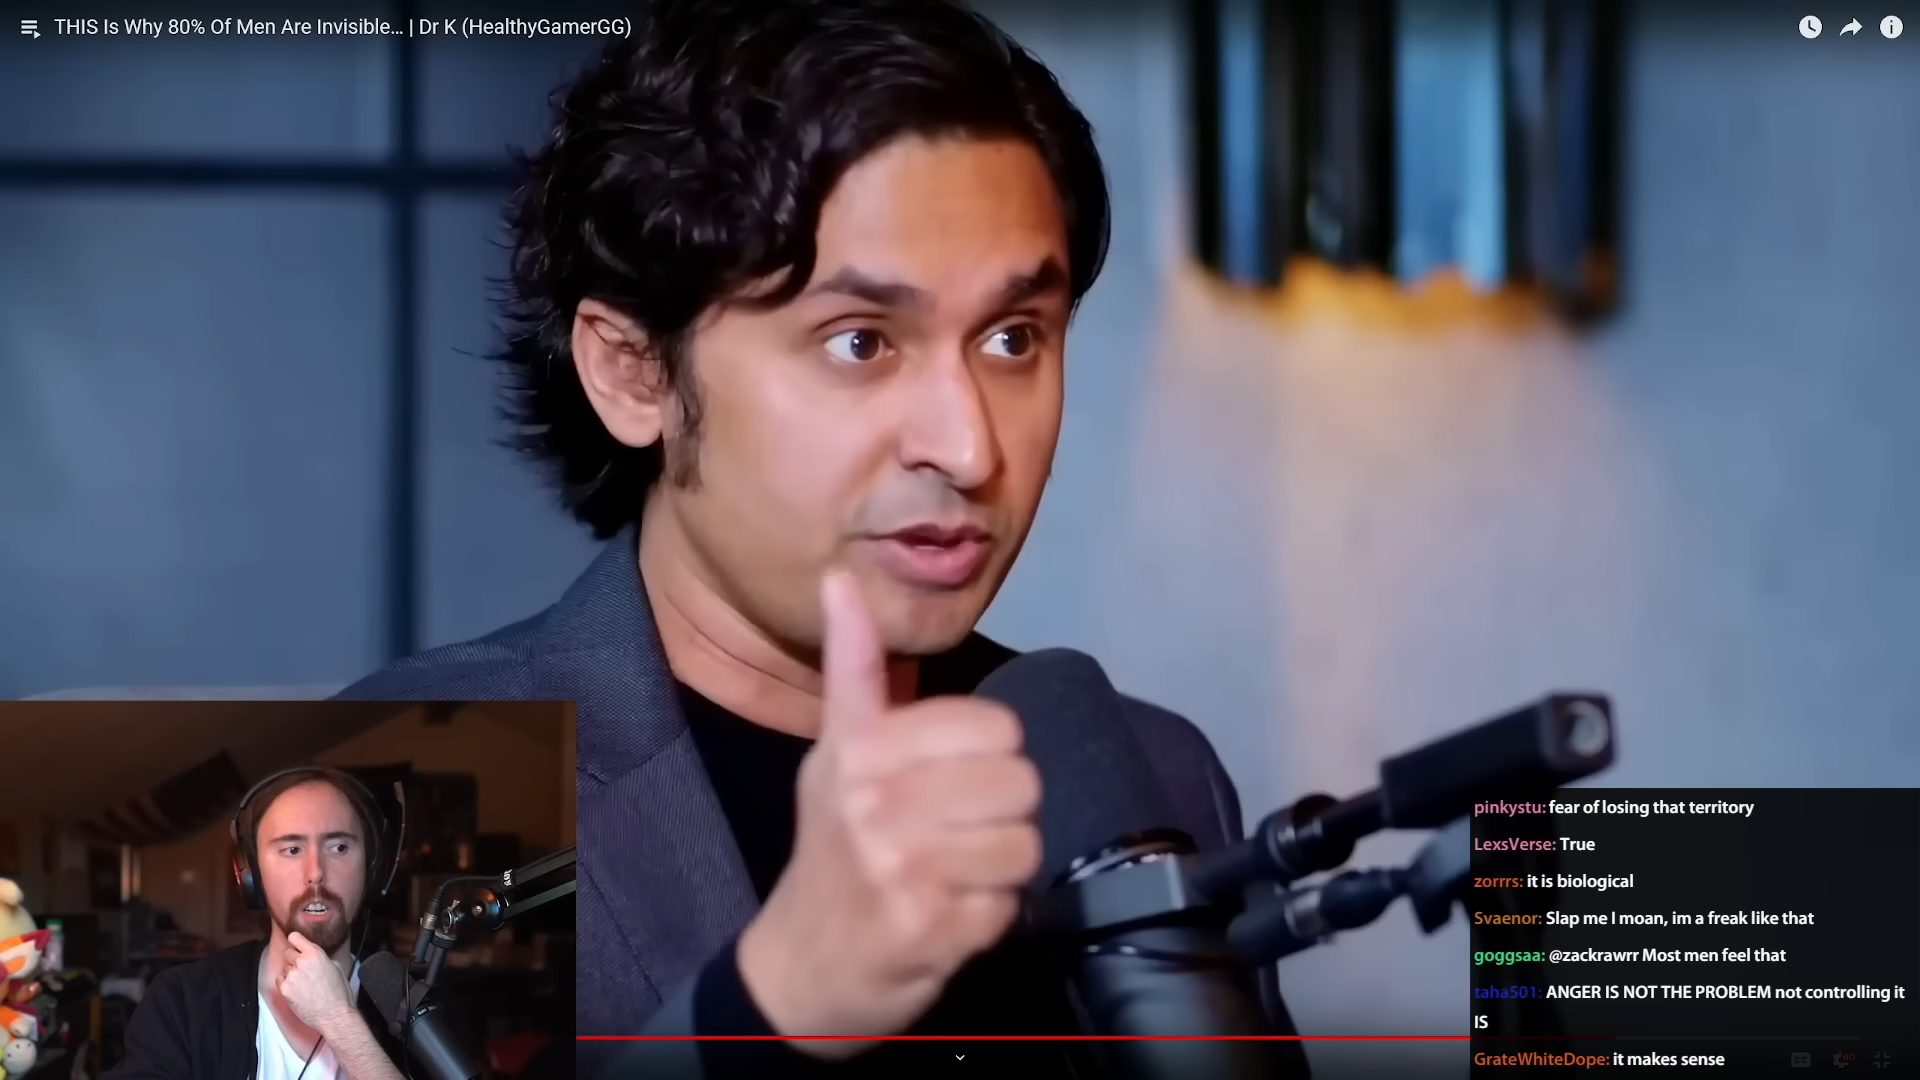 THIS Is Why 80% Of Men Are Invisible... | Dr K (HealthyGamerGG)
pinkystu: fear of losing that territory
LexsVerse: True
zorrrs: it is biological
Svaenor: Slap me I moan, im a freak like that
goggsaa: @zackrawrr Most men feel that
taha501: ANGER IS NOT THE PROBLEM not controlling it
IS
GrateWhiteDope: it makes sense
CC
HD